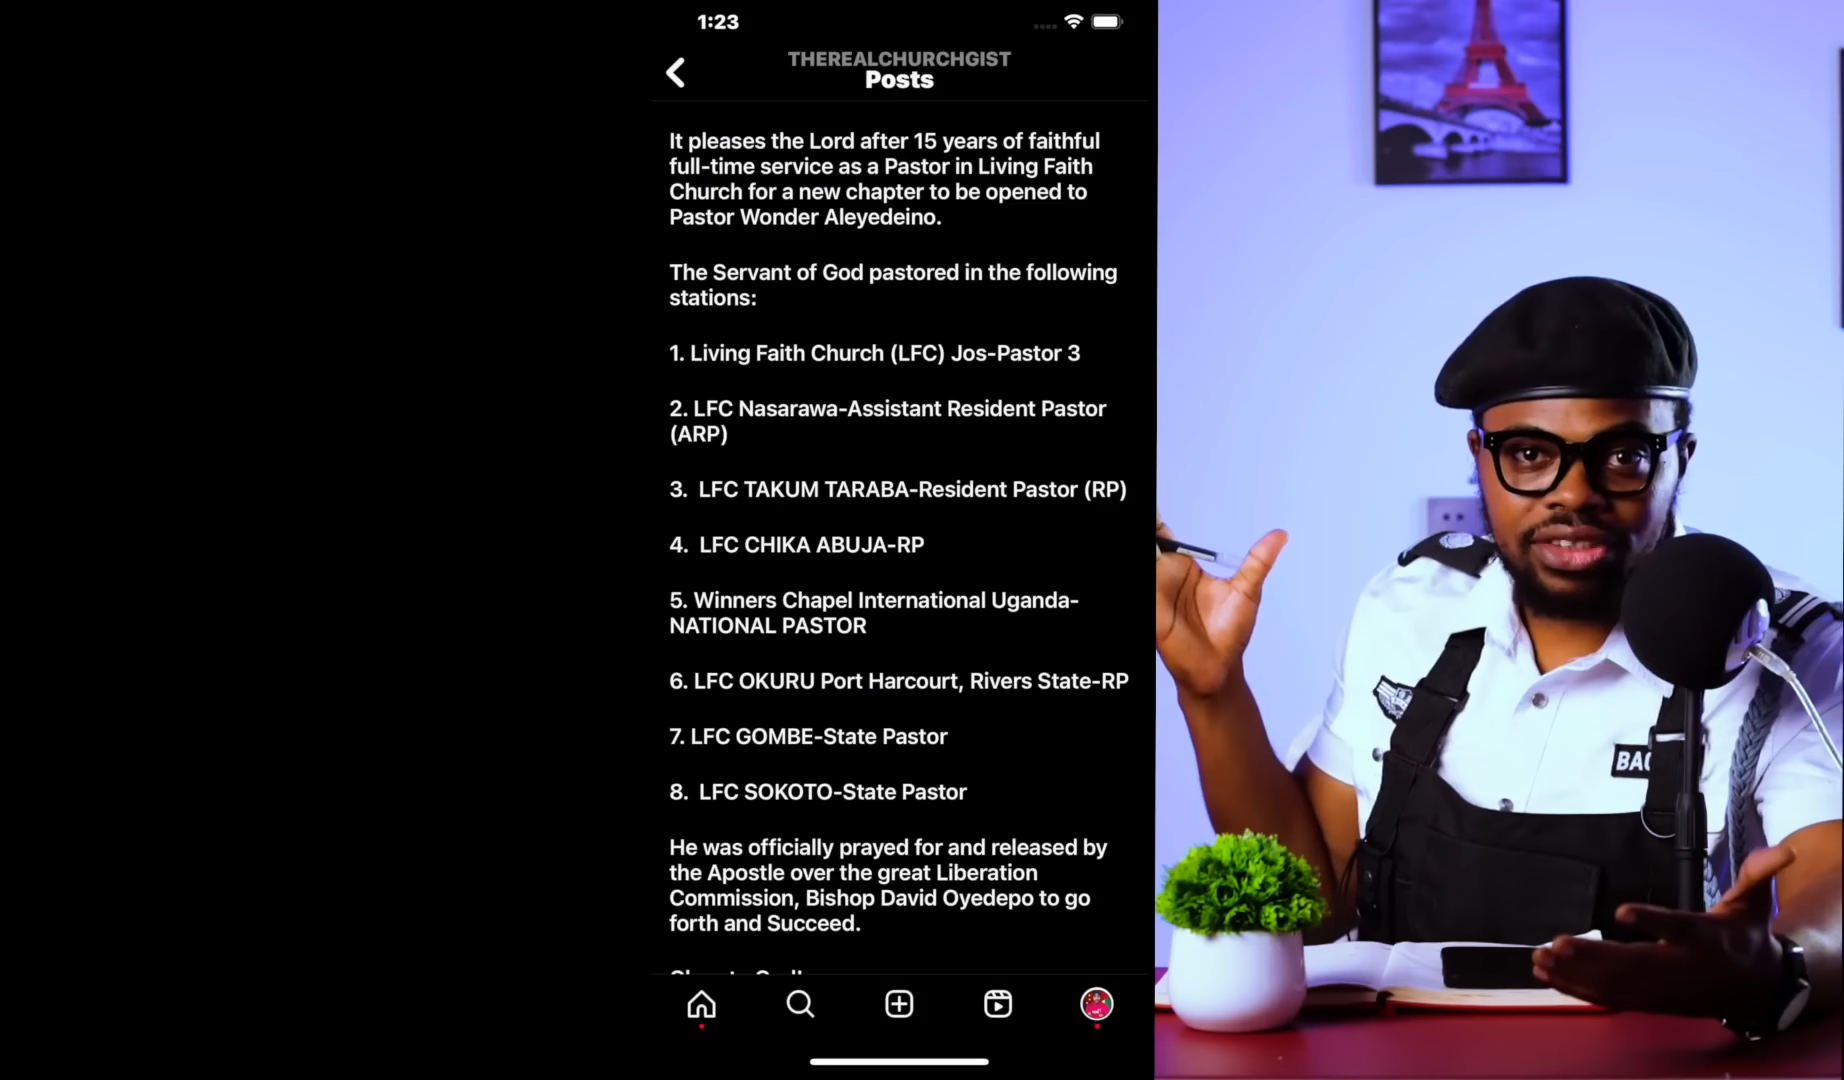 1:23
THEREALCHURCHGIST
Posts
It pleases the Lord after 15 years of faithful
full-time service as a Pastor in Living Faith
Church for a new chapter to be opened to
Pastor Wonder Aleyedeino.
The Servant of God pastored in the following
stations:
1. Living Faith Church (LFC) Jos-Pastor 3
2. LFC Nasarawa-Assistant Resident Pastor
(ARP)
3. LFC TAKUM TARABA-Resident Pastor (RP)
4. LFC CHIKA ABUJA-RP
5. Winners Chapel International Uganda-
NATIONAL PASTOR
6. LFC OKURU Port Harcourt, Rivers State-RP
7. LFC GOMBE-State Pastor
8. LFC SOKOTO-State Pastor
He was officially prayed for and released by
the Apostle over the great Liberation
Commission, Bishop David Oyedepo to go
forth and Succeed.